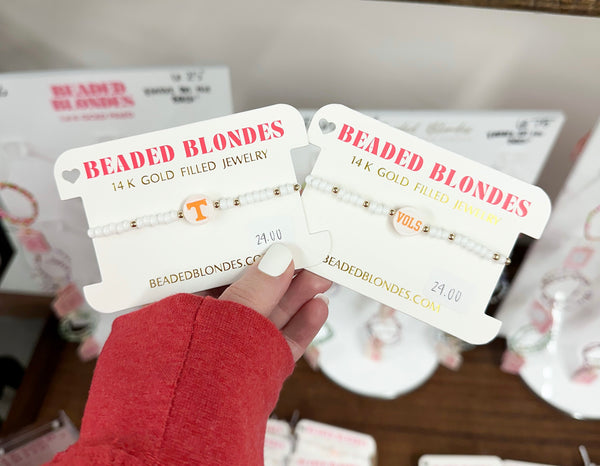 BEADED
BLONDES
BEADED BLONDES
14 K GOLD FILLED JEWELRY
T
24.00
BEADEDBLONDES.CO
BEADED BLONDES
14 K GOLD FILLED JEWELRY
VOLS
24.00
BEADEDBLONDES.COM